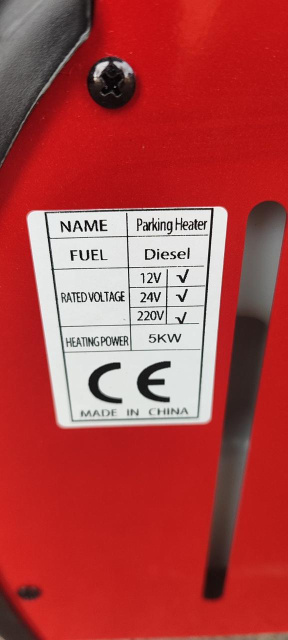 NAME Parking Heater
FUEL Diesel
RATED VOLTAGE
12V ✓
24V ✓
220V ✓
HEATING POWER 5KW
CE
MADE IN CHINA